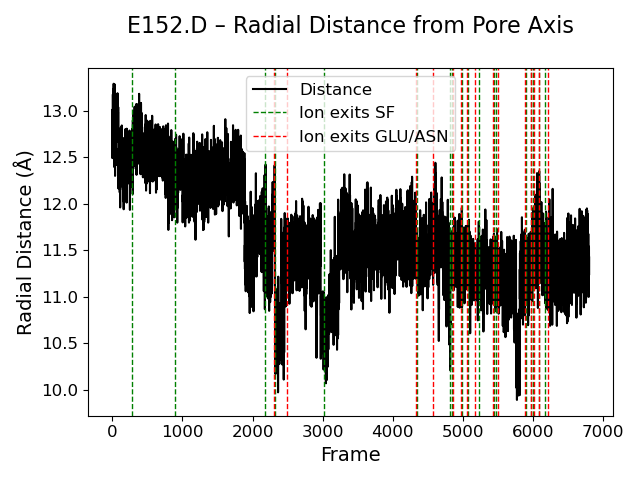 E152.D – Radial Distance from Pore Axis
Distance
Ion exits SF
Ion exits GLU/ASN
Radial Distance (Å)
13.0
12.5
12.0
11.5
11.0
10.5
10.0
0 1000 2000 3000 4000 5000 6000 7000
Frame